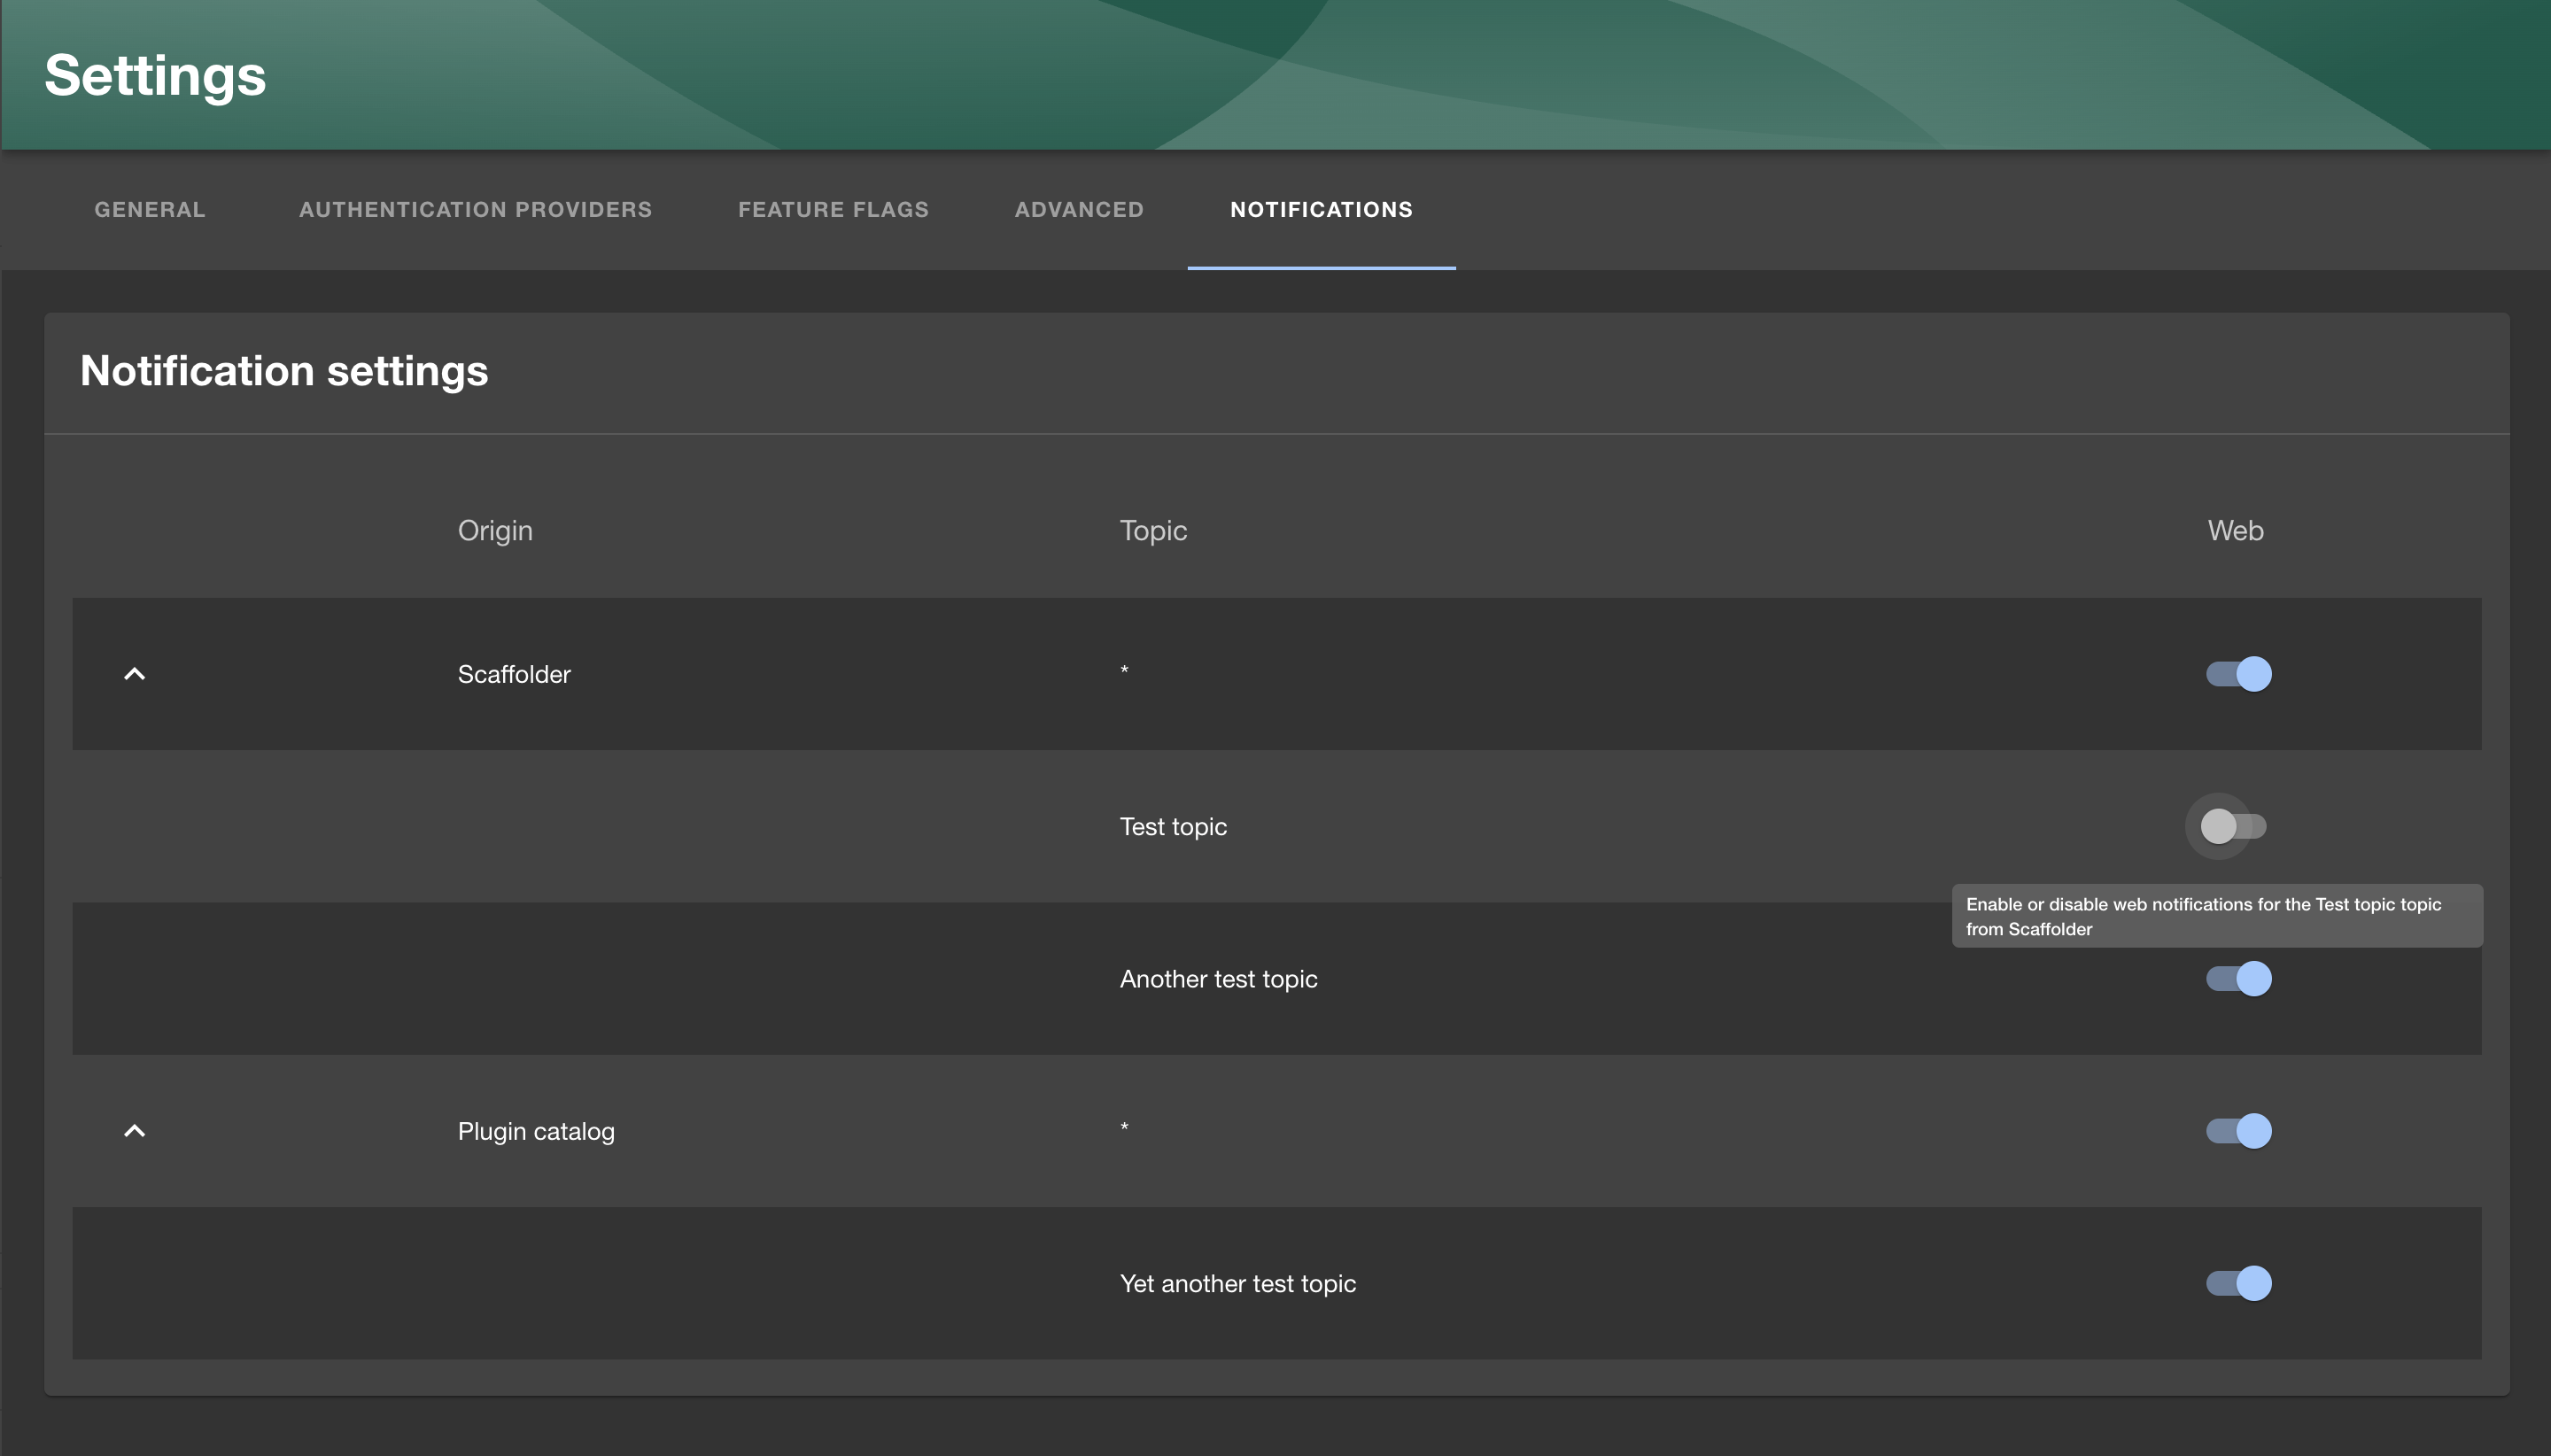 Settings
GENERAL AUTHENTICATION PROVIDERS FEATURE FLAGS ADVANCED NOTIFICATIONS
Notification settings
Origin Topic Web
Scaffolder *
Test topic
Enable or disable web notifications for the Test topic topic
from Scaffolder
Another test topic
Plugin catalog *
Yet another test topic